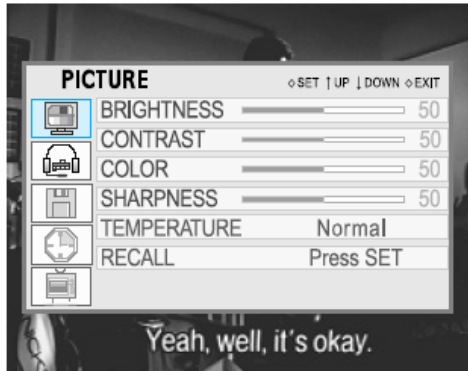 PICTURE ◇SET ↑UP ↓DOWN ◇EXIT
BRIGHTNESS 50
CONTRAST 50
COLOR 50
SHARPNESS 50
TEMPERATURE Normal
RECALL Press SET
Yeah, well, it's okay.